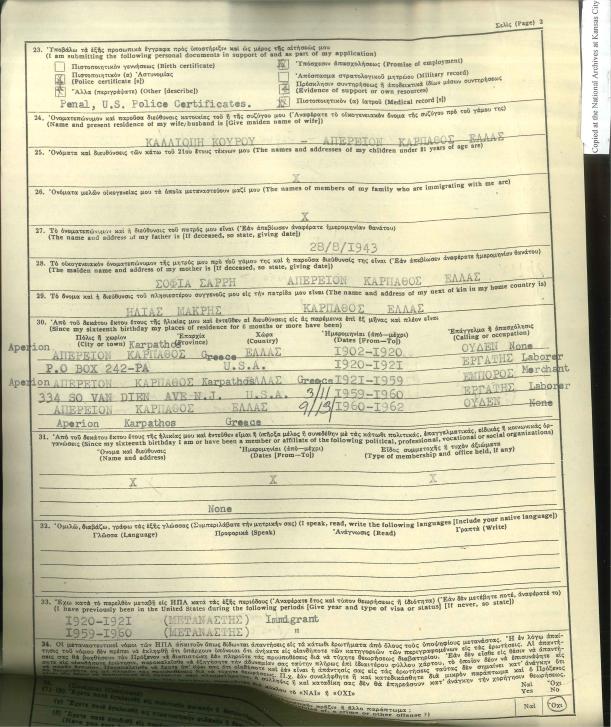 Σελὶς (Page) 2
23. Ὑποβάλω τὰ ἑξῆς προσωπικὰ ἔγγραφα πρὸς ὑποστήριξιν καὶ ὡς μέρος τῆς αἰτήσεώς μου
(I am submitting the following personal documents in support of and as part of my application)
Πιστοποιητικὸν γεννήσεως (Birth certificate)
Ὑπόσχεσιν ἀπασχολήσεως (Promise of employment)
Πιστοποιητικὸν (α) Ἀστυνομίας
(Police certificate [s])
Ἀπόσπασμα στρατολογικοῦ μητρώου (Military record)
Ἄλλα (περιγράψατε) (Other [describe])
(Evidence of support or own resources)
Penal, U.S. Police Certificates.
Πιστοποιητικὸν (α) Ἰατροῦ (Medical record [s])
24. Ὀνοματεπώνυμον καὶ παροῦσα διεύθυνσις κατοικίας τοῦ ἢ τῆς συζύγου μου (Ἀναφέρατε τὸ οἰκογενειακὸν ὄνομα τῆς συζύγου πρὸ τοῦ γάμου της)
(Name and present residence of my wife/husband is [Give maiden name of wife])
ΚΑΛΛΙΟΠΗ ΚΟΥΡΟΥ – ΑΠΕΡΕΙΟΝ ΚΑΡΠΑΘΟΣ ΕΛΛΑΣ
25. Ὀνόματα καὶ διευθύνσεις τῶν κάτω τοῦ 21ου ἔτους τέκνων μου (The names and addresses of my children under 21 years of age are)
X
26. Ὀνόματα μελῶν οἰκογενείας μου τὰ ὁποῖα μεταναστεύουν μαζί μου (The names of members of my family who are immigrating with me are)
X
27. Τὸ ὀνοματεπώνυμον καὶ ἡ διεύθυνσις τοῦ πατρός μου εἶναι (Ἐὰν ἀπεβίωσεν ἀναφέρατε ἡμερομηνίαν θανάτου)
(The name and address of my father is [If deceased, so state, giving date])
28/8/1943
28. Τὸ οἰκογενειακὸν ὀνοματεπώνυμον τῆς μητρός μου πρὸ τοῦ γάμου της καὶ ἡ παροῦσα διεύθυνσίς της εἶναι (Ἐὰν ἀπεβίωσεν ἀναφέρατε ἡμερομηνίαν θανάτου)
(The maiden name and address of my mother is [If deceased, so state, giving date])
ΣΟΦΙΑ ΣΑΡΡΗ ΑΠΕΡΕΙΟΝ ΚΑΡΠΑΘΟΣ ΕΛΛΑΣ
29. Τὸ ὄνομα καὶ ἡ διεύθυνσις τοῦ πλησιεστέρου συγγενοῦς μου εἰς τὴν πατρίδα μου εἶναι (The name and address of my next of kin in my home country is)
ΗΛΙΑΣ ΜΑΚΡΗΣ ΚΑΡΠΑΘΟΣ ΕΛΛΑΣ
30. Ἀπὸ τοῦ δεκάτου ἕκτου ἔτους τῆς ἡλικίας μου καὶ ἐντεῦθεν αἱ διευθύνσεις εἰς ἃς παρέμεινα ἐπὶ ἓξ μῆνας καὶ πλέον εἶναι
(Since my sixteenth birthday my places of residence for 6 months or more have been)
Πόλις ἢ χωρίον Ἐπαρχία Χώρα Ἡμερομηνίαι (ἀπὸ—μέχρι) Ἐπάγγελμα ἢ ἀπασχόλησις
(City or town) Karpathos (Province) (Country) (Dates [From—To]) (Calling or occupation)
Aperion ΑΠΕΡΕΙΟΝ ΚΑΡΠΑΘΟΣ Greece ΕΛΛΑΣ 1902-1920 ΟΥΔΕΝ None
P.O BOX 242-PA U.S.A. 1920-1921 ΕΡΓΑΤΗΣ Laborer
Aperion ΑΠΕΡΕΙΟΝ ΚΑΡΠΑΘΟΣ Karpathos ΕΛΛΑΣ Greece 1921-1959 ΕΜΠΟΡΟΣ Merchant
334 SO VAN DIEN AVE N.J. U.S.A. 3/11 1959-1960 ΕΡΓΑΤΗΣ Laborer
ΑΠΕΡΕΙΟΝ ΚΑΡΠΑΘΟΣ ΕΛΛΑΣ 9/13 1960-1962 ΟΥΔΕΝ None
Aperion Karpathos Greece
31. Ἀπὸ τοῦ δεκάτου ἕκτου ἔτους τῆς ἡλικίας μου καὶ ἐντεῦθεν εἶμαι ἢ ὑπῆρξα μέλος ἢ συνεδέθην μὲ τὰς κάτωθι πολιτικάς, ἐπαγγελματικάς, εἰδικὰς ἢ κοινωνικὰς ὀρ-
γανώσεις (Since my sixteenth birthday I am or have been a member or affiliate of the following political, professional, vocational or social organizations)
Ὄνομα καὶ διεύθυνσις Ἡμερομηνίαι (ἀπὸ—μέχρι) Εἶδος συμμετοχῆς ἢ τυχὸν ἀξιώματα
(Name and address) (Dates [From—To]) (Type of membership and office held, if any)
X X X
None
32. Ὁμιλῶ, διαβάζω, γράφω τὰς ἑξῆς γλώσσας (Συμπεριλάβατε τὴν μητρικήν σας) (I speak, read, write the following languages [Include your native language])
Γλῶσσα (Language) Προφορικὰ (Speak) Ἀνάγνωσις (Read) Γραπτὰ (Write)
33. Ἔχω κατὰ τὸ παρελθὸν μεταβῆ εἰς ΗΠΑ κατὰ τὰς ἑξῆς περιόδους (Ἀναφέρατε ἔτος καὶ τύπον θεωρήσεως ἢ ἰδιότητα) (Ἐὰν δὲν μετέβητε ποτέ, ἀναφέρατέ το)
(I have previously been in the United States during the following periods [Give year and type of visa or status] [If never, so state])
1920-1921 (ΜΕΤΑΝΑΣΤΗΣ) Immigrant
1959-1960 (ΜΕΤΑΝΑΣΤΗΣ) "
Ναὶ Ὄχι
Yes No
Ναὶ Ὄχι
Copied at the National Archives at Kansas City